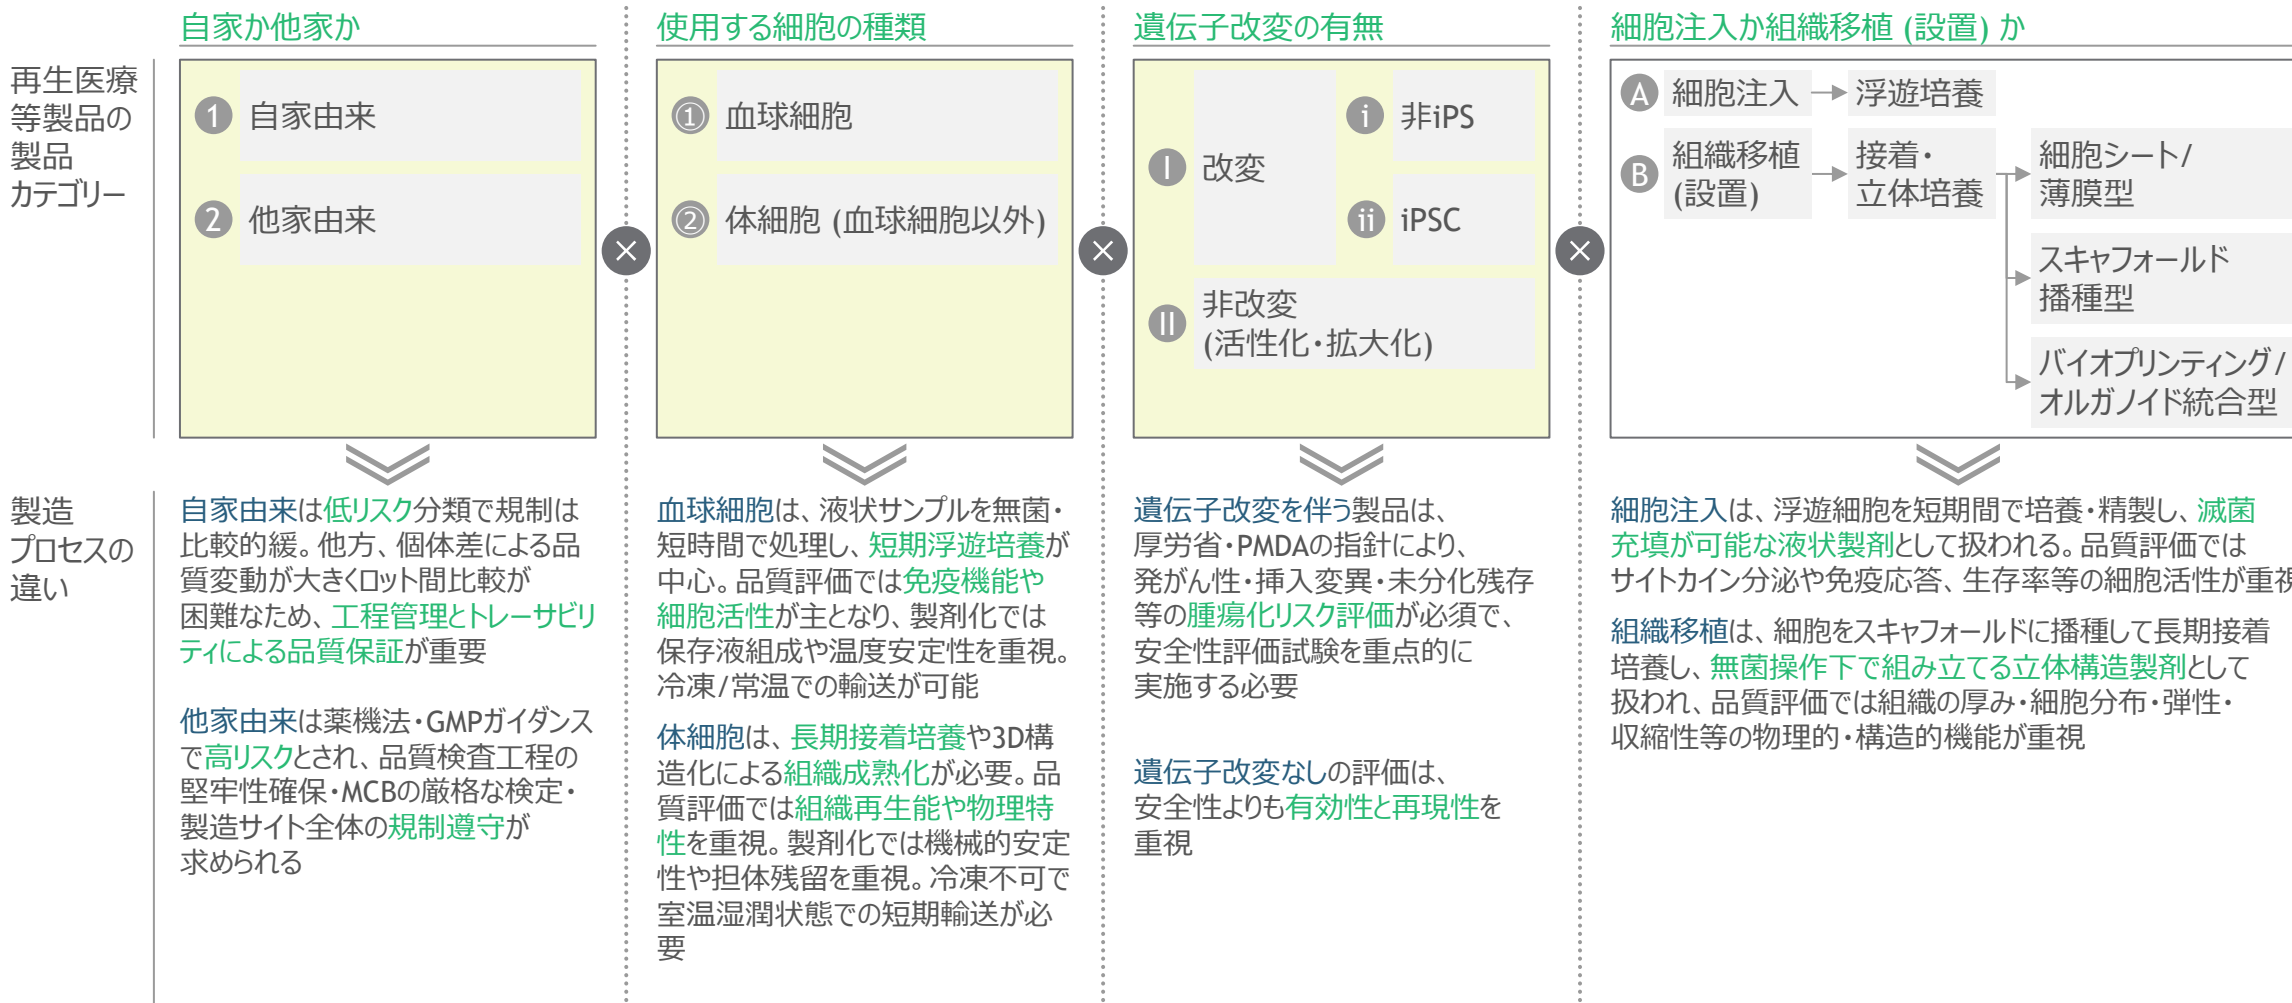 自家か他家か
使用する細胞の種類
遺伝子改変の有無
細胞注入か組織移植 (設置) か
再生医療
等製品の
製品
カテゴリー
1 自家由来
2 他家由来
×
① 血球細胞
② 体細胞 (血球細胞以外)
×
I 改変
i 非iPS
ii iPSC
II 非改変
(活性化・拡大化)
×
A 細胞注入
浮遊培養
B 組織移植
(設置)
接着・
立体培養
細胞シート/
薄膜型
スキャフォールド
播種型
バイオプリンティング/
オルガノイド統合型
製造
プロセスの
違い
自家由来は低リスク分類で規制は
比較的緩。他方、個体差による品
質変動が大きくロット間比較が
困難なため、工程管理とトレーサビリ
ティによる品質保証が重要
他家由来は薬機法・GMPガイダンス
で高リスクとされ、品質検査工程の
堅牢性確保・MCBの厳格な検定・
製造サイト全体の規制遵守が
求められる
血球細胞は、液状サンプルを無菌・
短時間で処理し、短期浮遊培養が
中心。品質評価では免疫機能や
細胞活性が主となり、製剤化では
保存液組成や温度安定性を重視。
冷凍/常温での輸送が可能
体細胞は、長期接着培養や3D構
造化による組織成熟化が必要。品
質評価では組織再生能や物理特
性を重視。製剤化では機械的安定
性や担体残留を重視。冷凍不可で
室温湿潤状態での短期輸送が必
要
遺伝子改変を伴う製品は、
厚労省・PMDAの指針により、
発がん性・挿入変異・未分化残存
等の腫瘍化リスク評価が必須で、
安全性評価試験を重点的に
実施する必要
遺伝子改変なしの評価は、
安全性よりも有効性と再現性を
重視
細胞注入は、浮遊細胞を短期間で培養・精製し、滅菌
充填が可能な液状製剤として扱われる。品質評価では
サイトカイン分泌や免疫応答、生存率等の細胞活性が重視
組織移植は、細胞をスキャフォールドに播種して長期接着
培養し、無菌操作下で組み立てる立体構造製剤として
扱われ、品質評価では組織の厚み・細胞分布・弾性・
収縮性等の物理的・構造的機能が重視